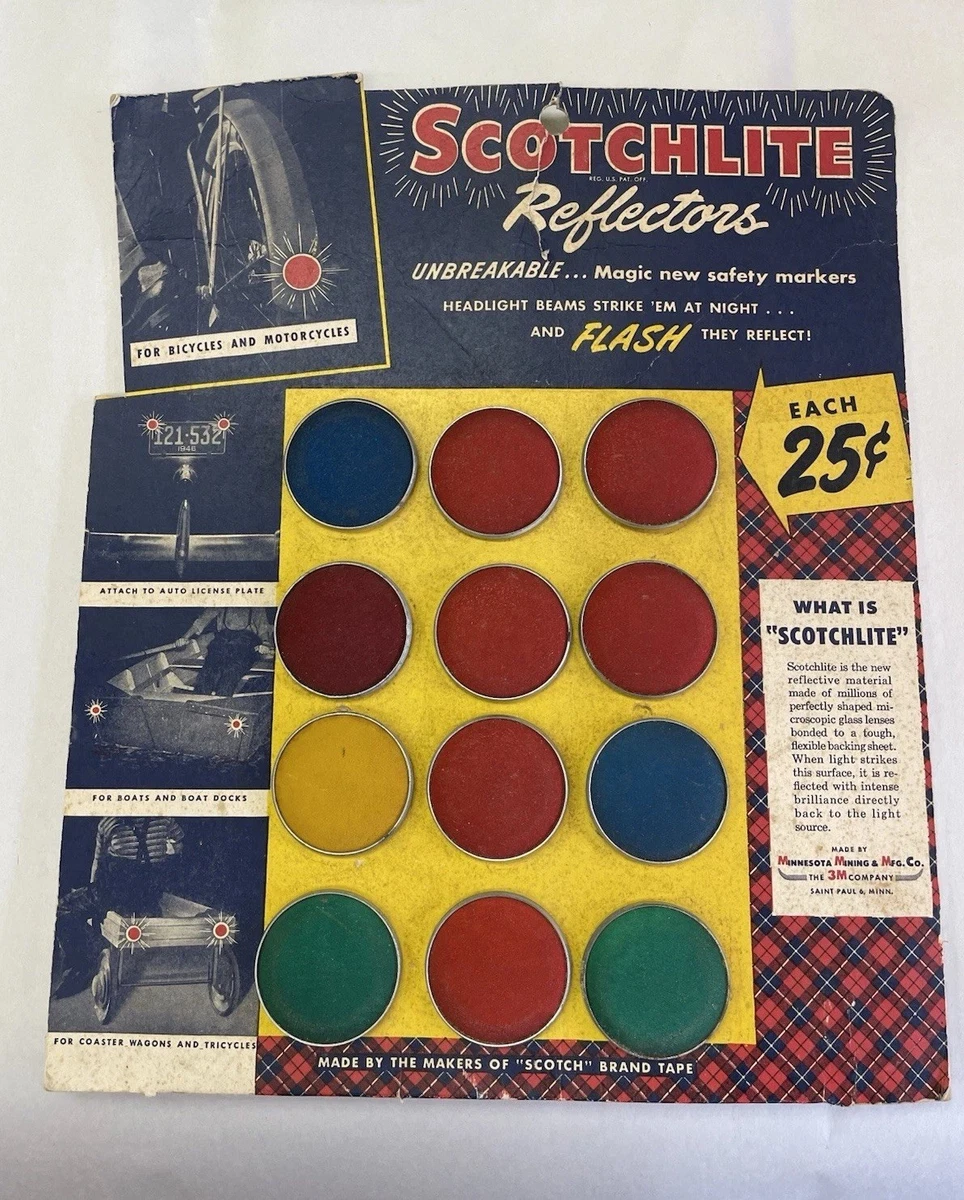 SCOTCHLITE
REG. U.S. PAT. OFF.
Reflectors
UNBREAKABLE... Magic new safety markers
HEADLIGHT BEAMS STRIKE 'EM AT NIGHT . . .
AND FLASH THEY REFLECT!
FOR BICYCLES AND MOTORCYCLES
EACH
25¢
121-532
1946
ATTACH TO AUTO LICENSE PLATE
FOR BOATS AND BOAT DOCKS
FOR COASTER WAGONS AND TRICYCLES
WHAT IS
"SCOTCHLITE"
Scotchlite is the new
reflective material
made of millions of
perfectly shaped mi-
croscopic glass lenses
bonded to a tough,
flexible backing sheet.
When light strikes
this surface, it is re-
flected with intense
brilliance directly
back to the light
source.
MADE BY
MINNESOTA MINING & MFG. CO.
THE 3M COMPANY
SAINT PAUL 6, MINN.
MADE BY THE MAKERS OF "SCOTCH" BRAND TAPE